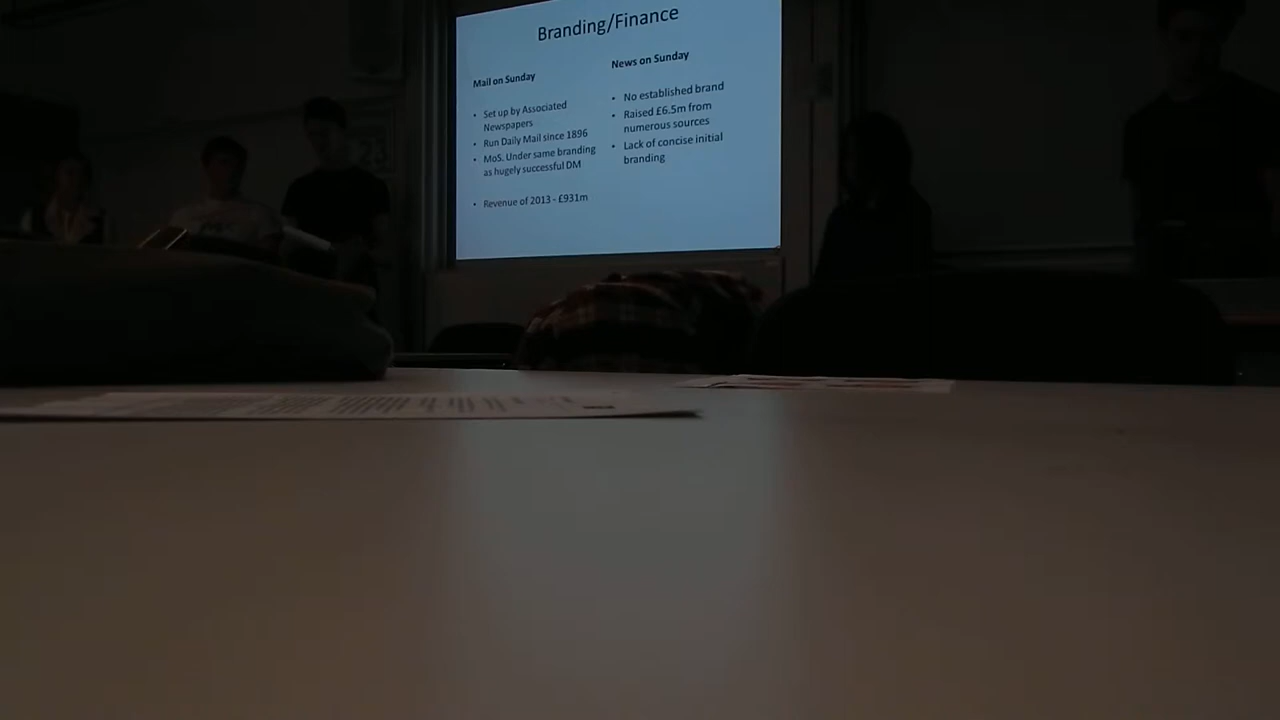 Branding/Finance
Mail on Sunday
• Set up by Associated
Newspapers
• Run Daily Mail since 1896
• MoS. Under same branding
as hugely successful DM
• Revenue of 2013 - £931m
News on Sunday
• No established brand
• Raised £6.5m from
numerous sources
• Lack of concise initial
branding